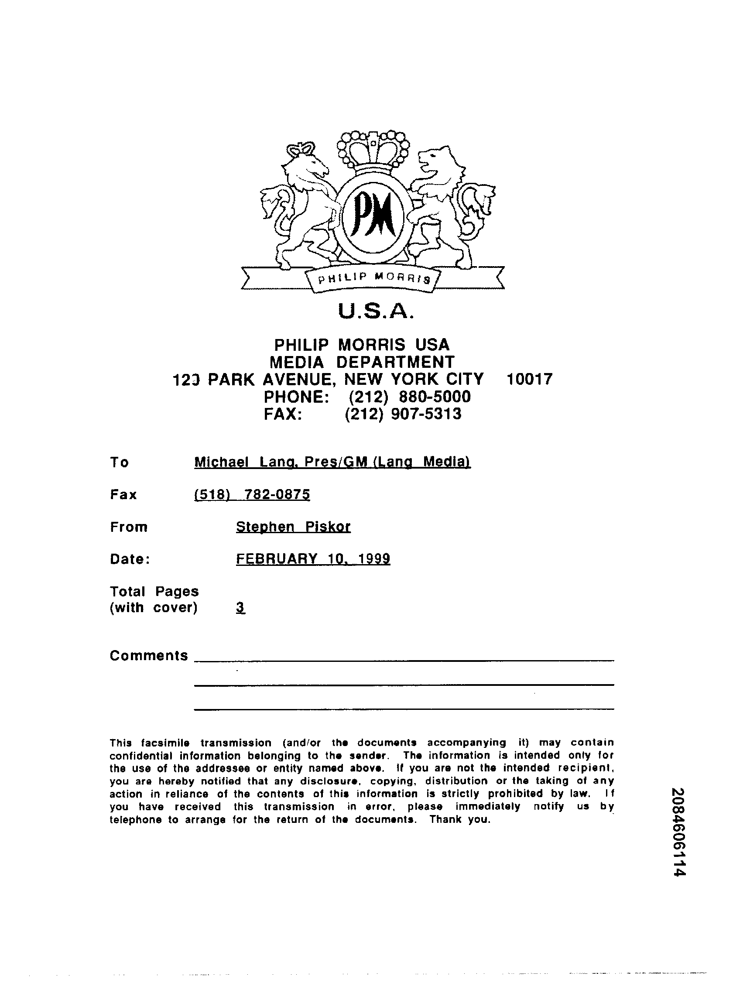 PM
PHILIP MORRIS
U.S.A.
PHILIP MORRIS USA
MEDIA DEPARTMENT
120 PARK AVENUE, NEW YORK CITY 10017
PHONE: (212) 880-5000
FAX: (212) 907-5313
To Michael Lang, Pres/GM (Lang Media)
Fax (518) 782-0875
From Stephen Piskor
Date: FEBRUARY 10, 1999
Total Pages
(with cover) 3
Comments
This facsimile transmission (and/or the documents accompanying it) may contain
confidential information belonging to the sender. The information is intended only for
the use of the addressee or entity named above. If you are not the intended recipient,
you are hereby notified that any disclosure, copying, distribution or the taking of any
action in reliance of the contents of this information is strictly prohibited by law. If
you have received this transmission in error, please immediately notify us by
telephone to arrange for the return of the documents. Thank you.
2084606114